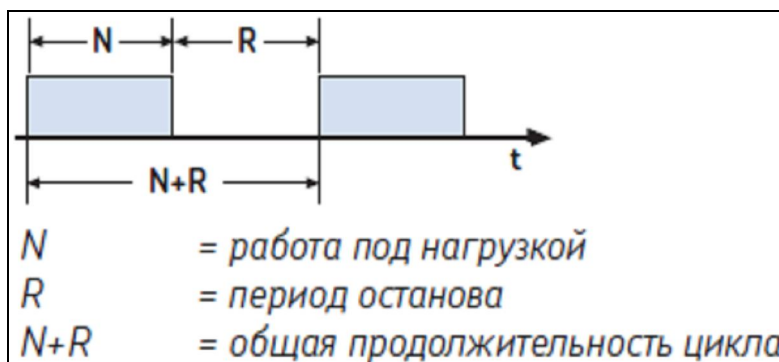 N R
t
N+R
N = работа под нагрузкой
R = период останова
N+R = общая продолжительность цикла